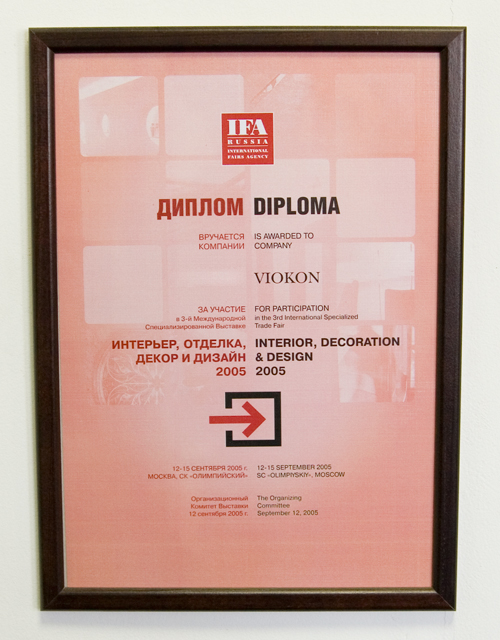 IFA
RUSSIA
INTERNATIONAL
FAIRS AGENCY
ДИПЛОМ DIPLOMA
ВРУЧАЕТСЯ IS AWARDED TO
КОМПАНИИ COMPANY
VIOKON
ЗА УЧАСТИЕ FOR PARTICIPATION
в 3-й Международной in the 3rd International Specialized
Специализированной Выставке Trade Fair
ИНТЕРЬЕР, ОТДЕЛКА, INTERIOR, DECORATION
ДЕКОР И ДИЗАЙН & DESIGN
2005 2005
12-15 СЕНТЯБРЯ 2005 г. 12-15 SEPTEMBER 2005
МОСКВА, СК «ОЛИМПИЙСКИЙ» SC «OLIMPIYSKIY», MOSCOW
Организационный The Organizing
Комитет Выставки Committee
12 сентября 2005 г. September 12, 2005